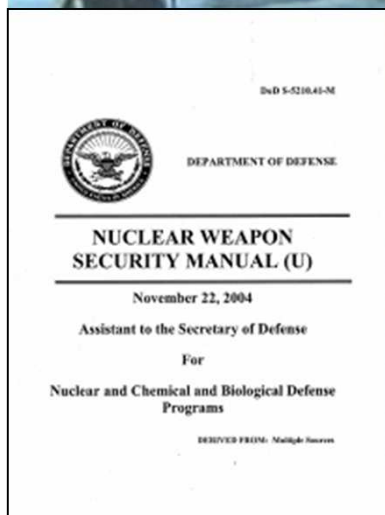 DoD S-5210.41-M
DEPARTMENT OF DEFENSE
NUCLEAR WEAPON
SECURITY MANUAL (U)
November 22, 2004
Assistant to the Secretary of Defense
For
Nuclear and Chemical and Biological Defense
Programs
DERIVED FROM: Multiple Sources